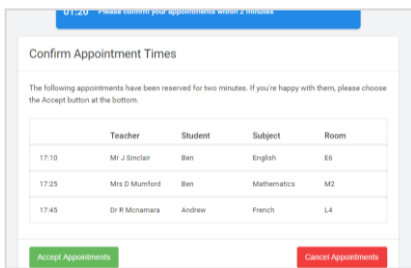 01:20 Please confirm your appointments within 2 minutes
Confirm Appointment Times
The following appointments have been reserved for two minutes. If you're happy with them, please choose
the Accept button at the bottom.
Teacher Student Subject Room
17:10 Mr J Sinclair Ben English E6
17:25 Mrs D Mumford Ben Mathematics M2
17:45 Dr R Mcnamara Andrew French L4
Accept Appointments Cancel Appointments